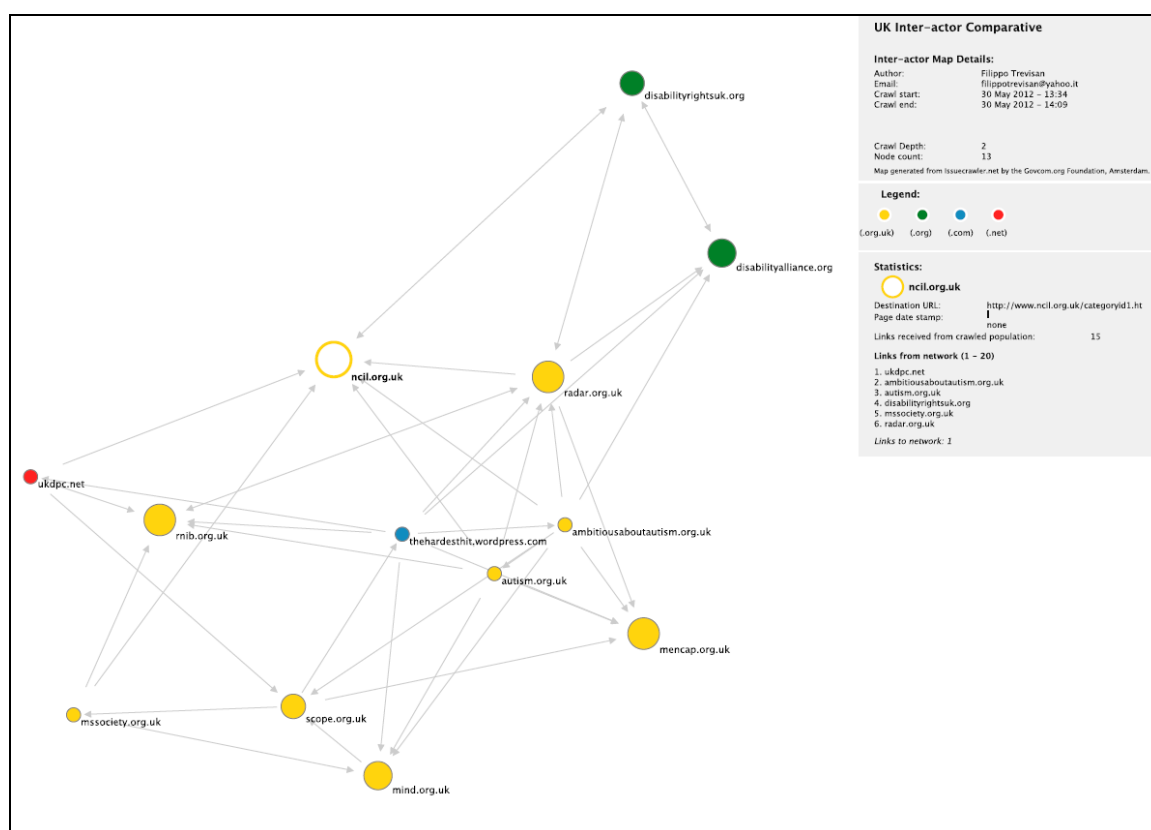 UK Inter-actor Comparative
Inter-actor Map Details:
Author: Filippo Trevisan
Email: filippotrevisan@yahoo.it
Crawl start: 30 May 2012 – 13:34
Crawl end: 30 May 2012 – 14:09
Crawl Depth: 2
Node count: 13
Map generated from Issuecrawler.net by the Govcom.org Foundation, Amsterdam.
Legend:
(.org.uk) (.org) (.com) (.net)
Statistics:
ncil.org.uk
Destination URL: http://www.ncil.org.uk/categoryid1.ht
Page date stamp:
none
Links received from crawled population: 15
Links from network (1 – 20)
1. ukdpc.net
2. ambitiousaboutautism.org.uk
3. autism.org.uk
4. disabilityrightsuk.org
5. mssociety.org.uk
6. radar.org.uk
Links to network: 1
disabilityrightsuk.org
disabilityalliance.org
ncil.org.uk
radar.org.uk
ukdpc.net
rnib.org.uk
thehardesthit.wordpress.com
ambitiousaboutautism.org.uk
autism.org.uk
mencap.org.uk
mssociety.org.uk
scope.org.uk
mind.org.uk